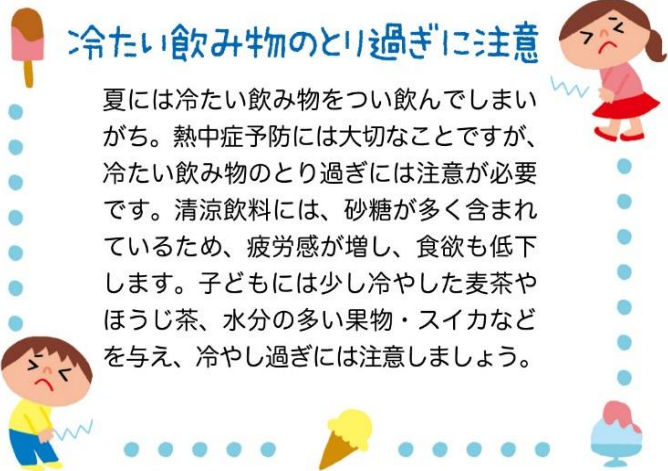 冷たい飲み物のとり過ぎに注意
夏には冷たい飲み物をつい飲んでしまい
がち。熱中症予防には大切なことですが、
冷たい飲み物のとり過ぎには注意が必要
です。清涼飲料には、砂糖が多く含まれ
ているため、疲労感が増し、食欲も低下
します。子どもには少し冷やした麦茶や
ほうじ茶、水分の多い果物・スイカなど
を与え、冷やし過ぎには注意しましょう。